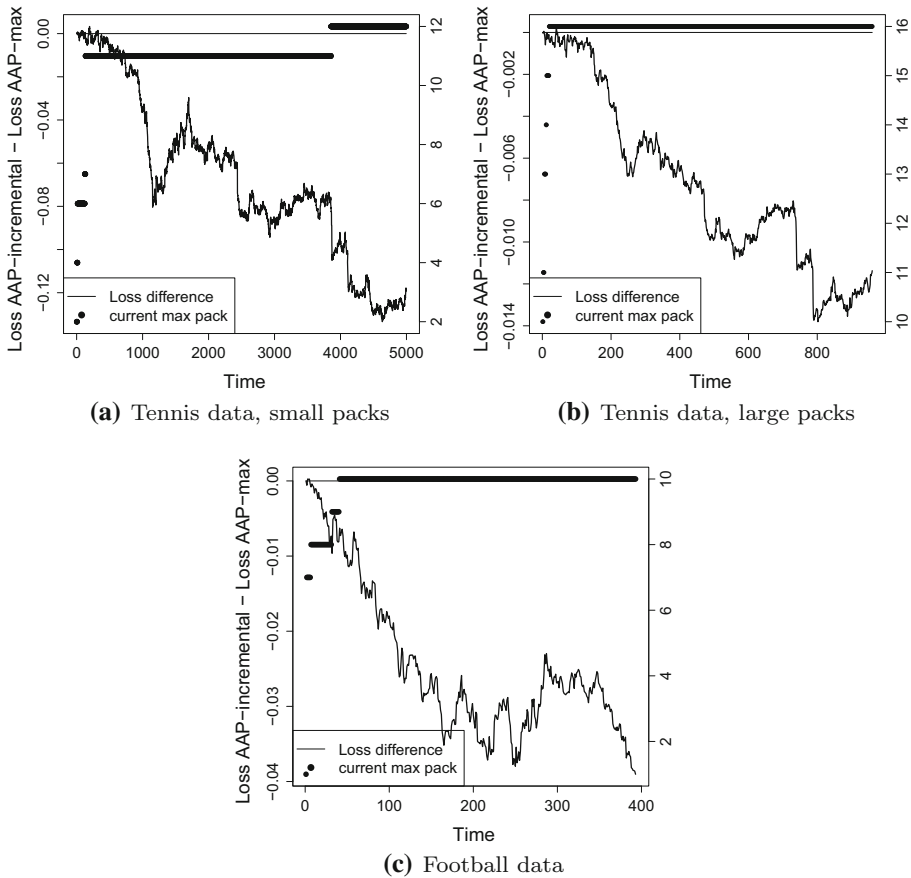 Loss AAP-incremental − Loss AAP-max
0.00
−0.04
−0.08
−0.12
12
10
8
6
4
2
Loss difference
current max pack
0 1000 2000 3000 4000 5000
Time
(a) Tennis data, small packs
Loss AAP-incremental − Loss AAP-max
−0.002
−0.006
−0.010
−0.014
16
15
14
13
12
11
10
Loss difference
current max pack
0 200 400 600 800
Time
(b) Tennis data, large packs
Loss AAP-incremental − Loss AAP-max
0.00
−0.01
−0.02
−0.03
−0.04
10
8
6
4
2
Loss difference
current max pack
0 100 200 300 400
Time
(c) Football data